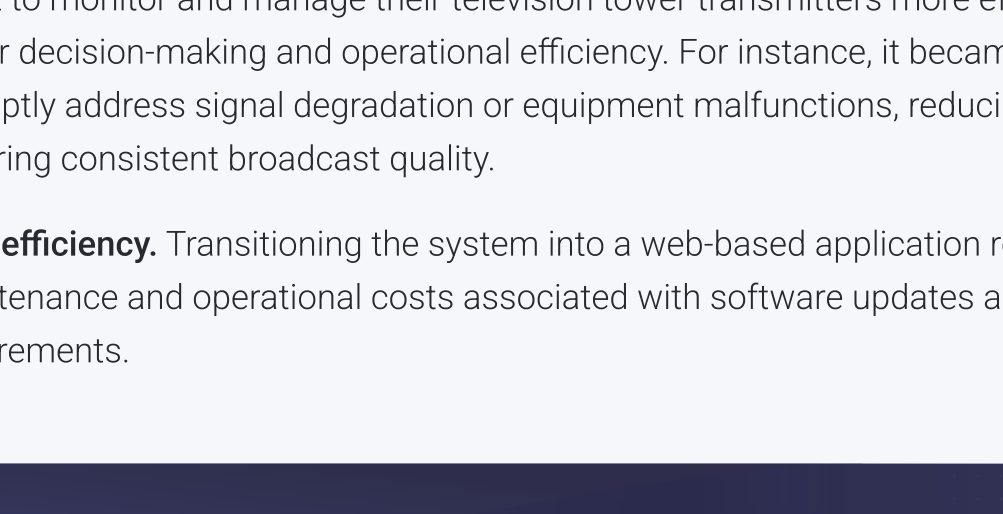 to monitor and manage their television tower transmitters more
r decision-making and operational efficiency. For instance, it becam
ptly address signal degradation or equipment malfunctions, reduci
ring consistent broadcast quality.
efficiency. Transitioning the system into a web-based application r
tenance and operational costs associated with software updates a
rements.